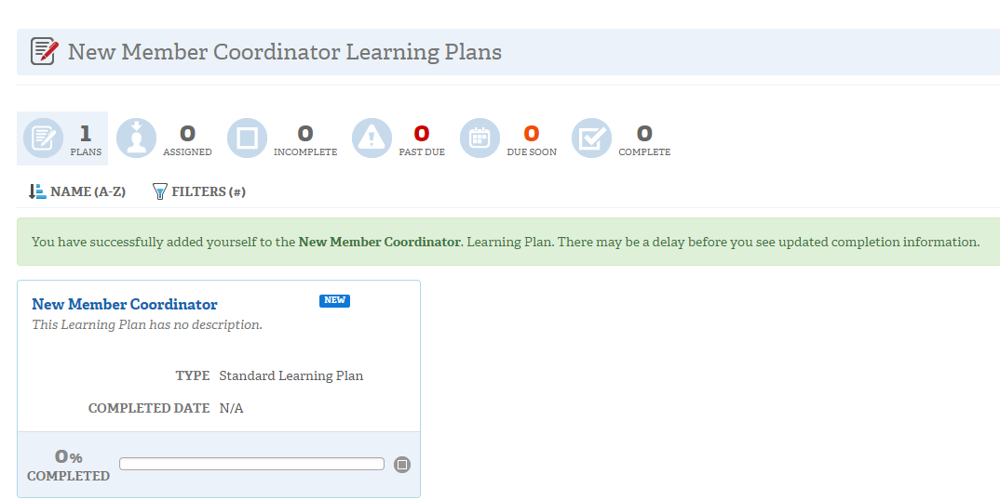 New Member Coordinator Learning Plans
1
PLANS
0
ASSIGNED
0
INCOMPLETE
0
PAST DUE
0
DUE SOON
0
COMPLETE
NAME (A-Z) FILTERS (#)
You have successfully added yourself to the New Member Coordinator. Learning Plan. There may be a delay before you see updated completion information.
New Member Coordinator NEW
This Learning Plan has no description.
TYPE Standard Learning Plan
COMPLETED DATE N/A
0%
COMPLETED